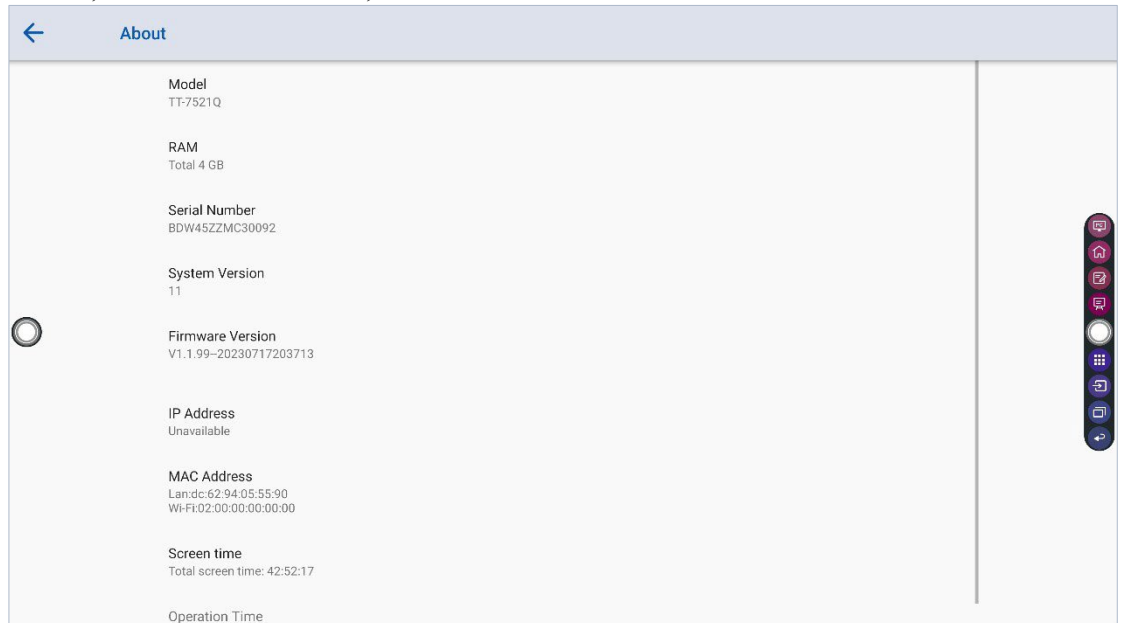 About
Model
TT-7521Q
RAM
Total 4 GB
Serial Number
BDW45ZZMC30092
System Version
11
Firmware Version
V1.1.99--20230717203713
IP Address
Unavailable
MAC Address
Lan:dc:62:94:05:55:90
Wi-Fi:02:00:00:00:00:00
Screen time
Total screen time: 42:52:17
Operation Time
PC